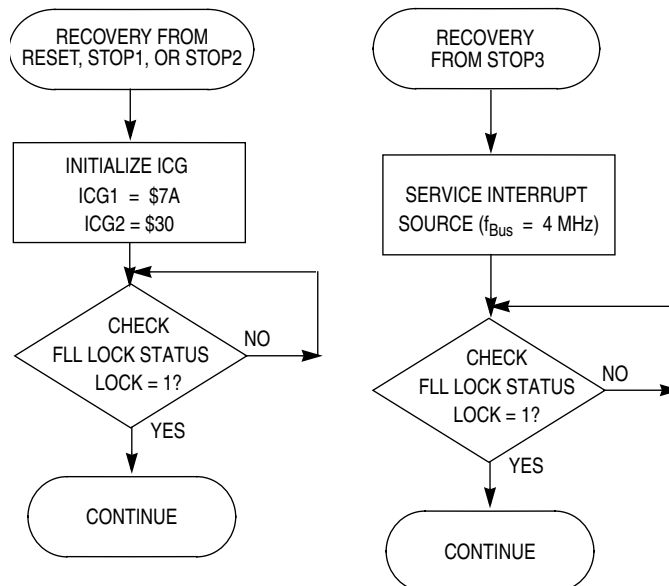 RECOVERY FROM
RESET, STOP1, OR STOP2
INITIALIZE ICG
ICG1 = $7A
ICG2 = $30
CHECK
FLL LOCK STATUS
LOCK = 1?
NO
YES
CONTINUE
RECOVERY
FROM STOP3
SERVICE INTERRUPT
SOURCE (fBus = 4 MHz)
CHECK
FLL LOCK STATUS
LOCK = 1?
NO
YES
CONTINUE